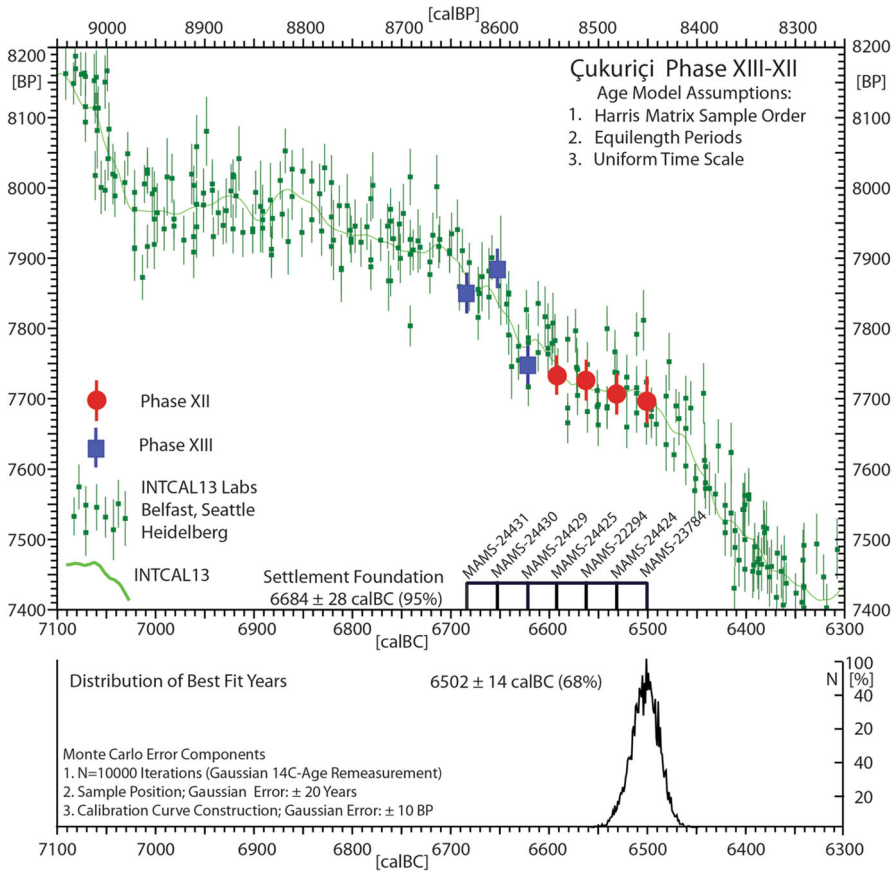 [calBP]
9000 8900 8800 8700 8600 8500 8400 8300
8200 8200
[BP] [BP]
Çukuriçi Phase XIII-XII
Age Model Assumptions:
1. Harris Matrix Sample Order
2. Equilength Periods
3. Uniform Time Scale
8100 8100
8000 8000
7900 7900
7800 7800
7700 7700
7600 7600
7500 7500
7400 7400
Phase XII
Phase XIII
INTCAL13 Labs
Belfast, Seattle
Heidelberg
INTCAL13
MAMS-24431
MAMS-24430
MAMS-24429
MAMS-24425
MAMS-22294
MAMS-24424
MAMS-23784
Settlement Foundation
6684 ± 28 calBC (95%)
7100 7000 6900 6800 6700 6600 6500 6400 6300
[calBC]
Distribution of Best Fit Years
6502 ± 14 calBC (68%)
N [%]
100
40
20
40
20
Monte Carlo Error Components
1. N=10000 Iterations (Gaussian 14C-Age Remeasurement)
2. Sample Position; Gaussian Error: ± 20 Years
3. Calibration Curve Construction; Gaussian Error: ± 10 BP
7100 7000 6900 6800 6700 6600 6500 6400 6300
[calBC]